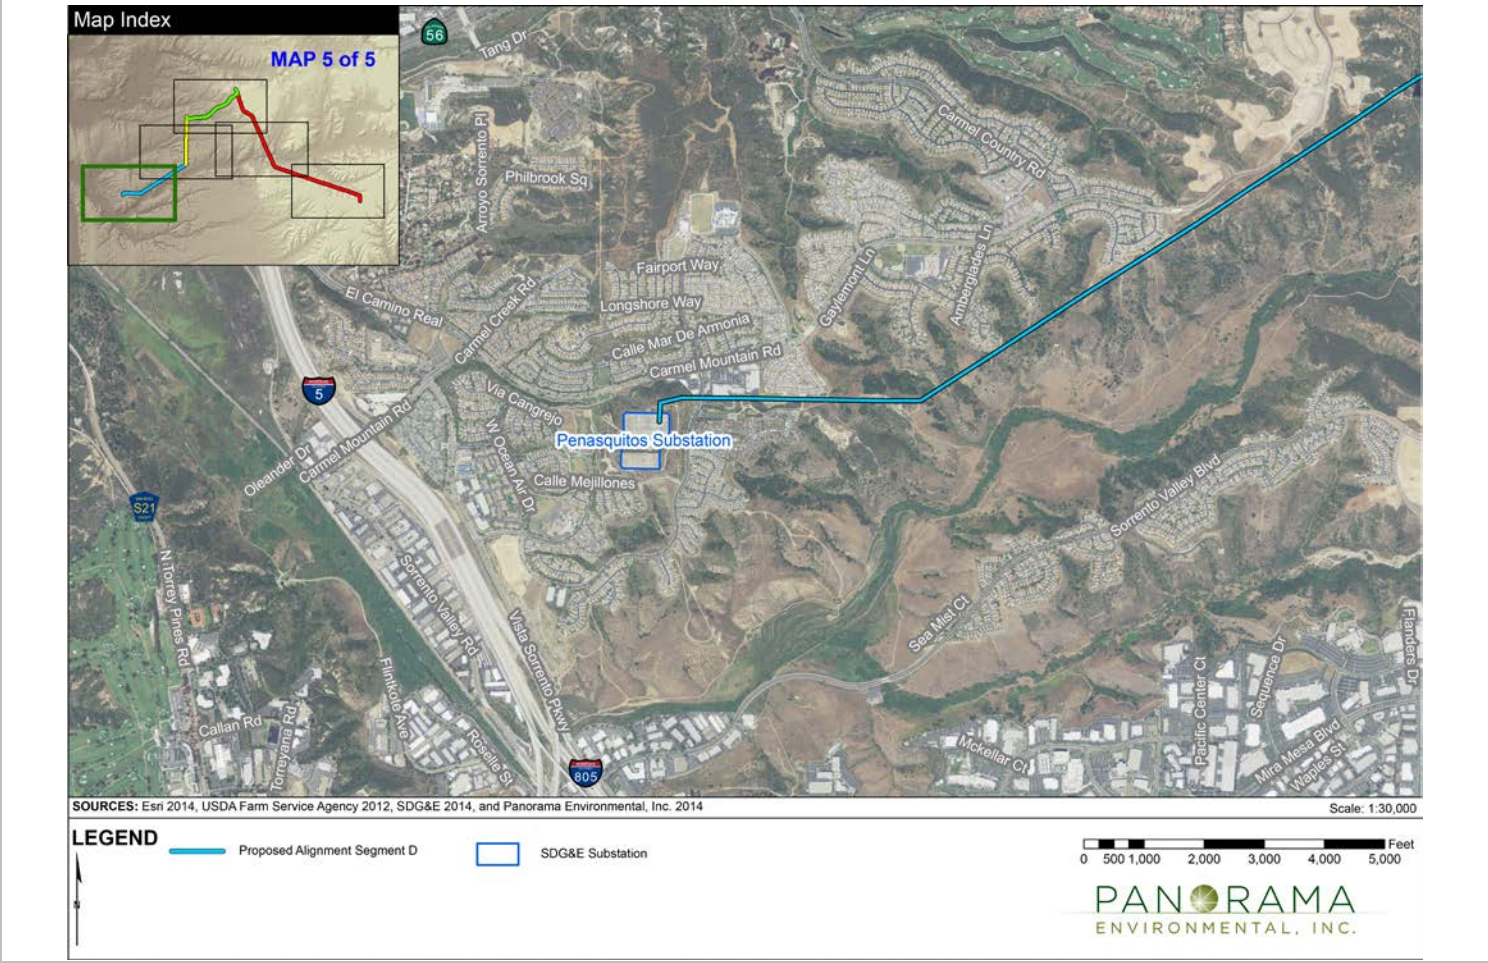 Map Index
MAP 5 of 5
56
Tang Dr
Carmel Country Rd
Arroyo Sorrento Pl
Philbrook Sq
Fairport Way
Gaylemont Ln
Amberglades Ln
El Camino Real
Carmel Creek Rd
Longshore Way
Calle Mar De Armonia
Carmel Mountain Rd
5
Via Cangrejo
Carmel Mountain Rd
Oleander Dr
W Ocean Air Dr
Penasquitos Substation
Calle Mejillones
Sorrento Valley Blvd
S21
N Torrey Pines Rd
Sorrento Valley Rd
Vista Sorrento Pkwy
Sea Mist Ct
Flintkote Ave
Callan Rd
Torreyana Rd
Roselle St
805
Mckellar Ct
Pacific Center Ct
Sequence Dr
Flanders Dr
Mira Mesa Blvd
Waples St
SOURCES: Esri 2014, USDA Farm Service Agency 2012, SDG&E 2014, and Panorama Environmental, Inc. 2014
Scale: 1:30,000
LEGEND
Proposed Alignment Segment D
SDG&E Substation
Feet
0 500 1,000 2,000 3,000 4,000 5,000
N
PANORAMA
ENVIRONMENTAL, INC.